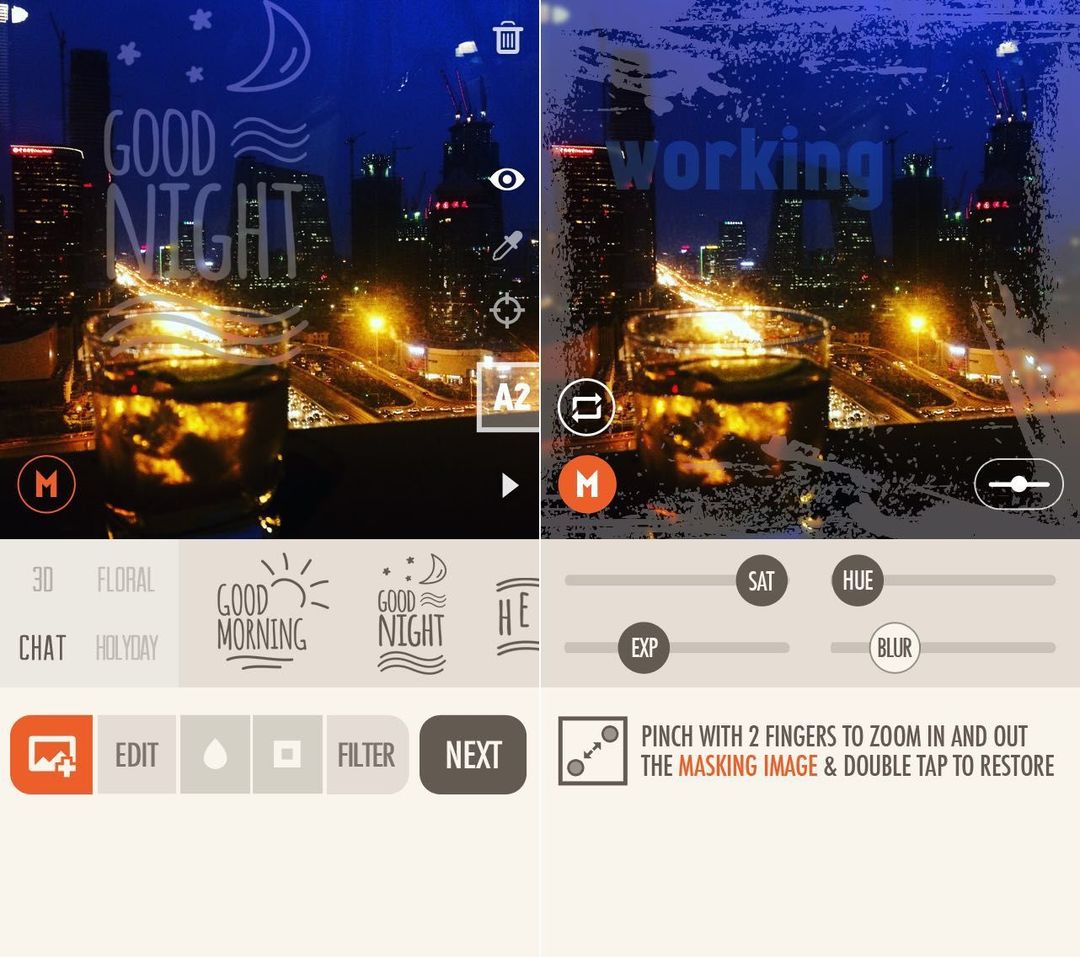 GOOD
NIGHT
A2
M
3D
FLORAL
CHAT
HOLYDAY
GOOD
MORNING
GOOD
NIGHT
HE
EDIT
FILTER
NEXT
working
M
SAT
HUE
EXP
BLUR
PINCH WITH 2 FINGERS TO ZOOM IN AND OUT
THE MASKING IMAGE & DOUBLE TAP TO RESTORE